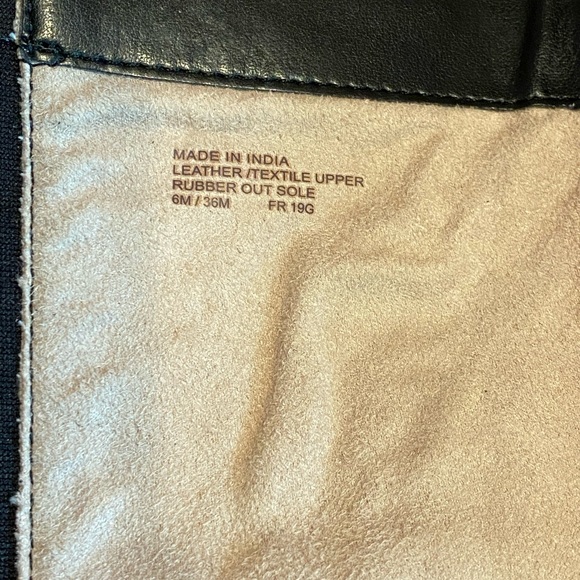 MADE IN INDIA
LEATHER /TEXTILE UPPER
RUBBER OUT SOLE
6M / 36M FR 19G